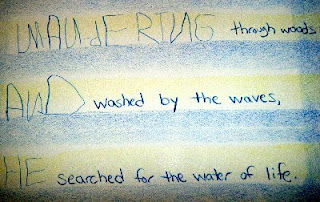 WANdERING through woods
AND washed by the waves,
HE searched for the water of life.